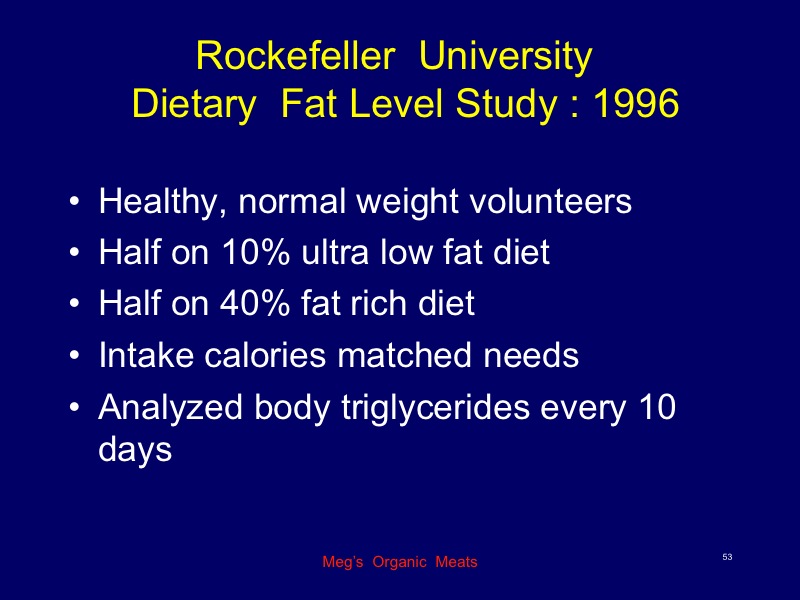 Rockefeller University
Dietary Fat Level Study : 1996
• Healthy, normal weight volunteers
• Half on 10% ultra low fat diet
• Half on 40% fat rich diet
• Intake calories matched needs
• Analyzed body triglycerides every 10
days
Meg's Organic Meats
53